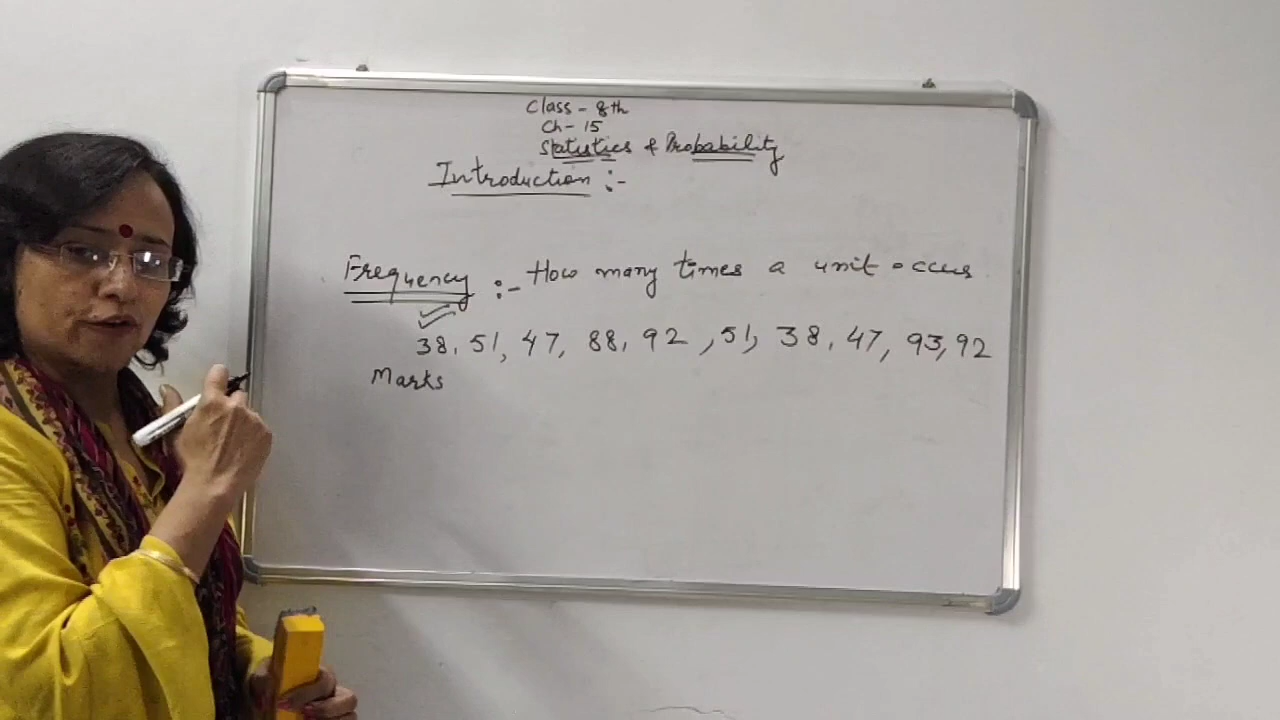 Class - 8th
Ch - 15
Statistics & Probability
Introduction :-
Frequency :- How many times a unit occus
38, 51, 47, 88, 92, 51, 38, 47, 93, 92
Marks